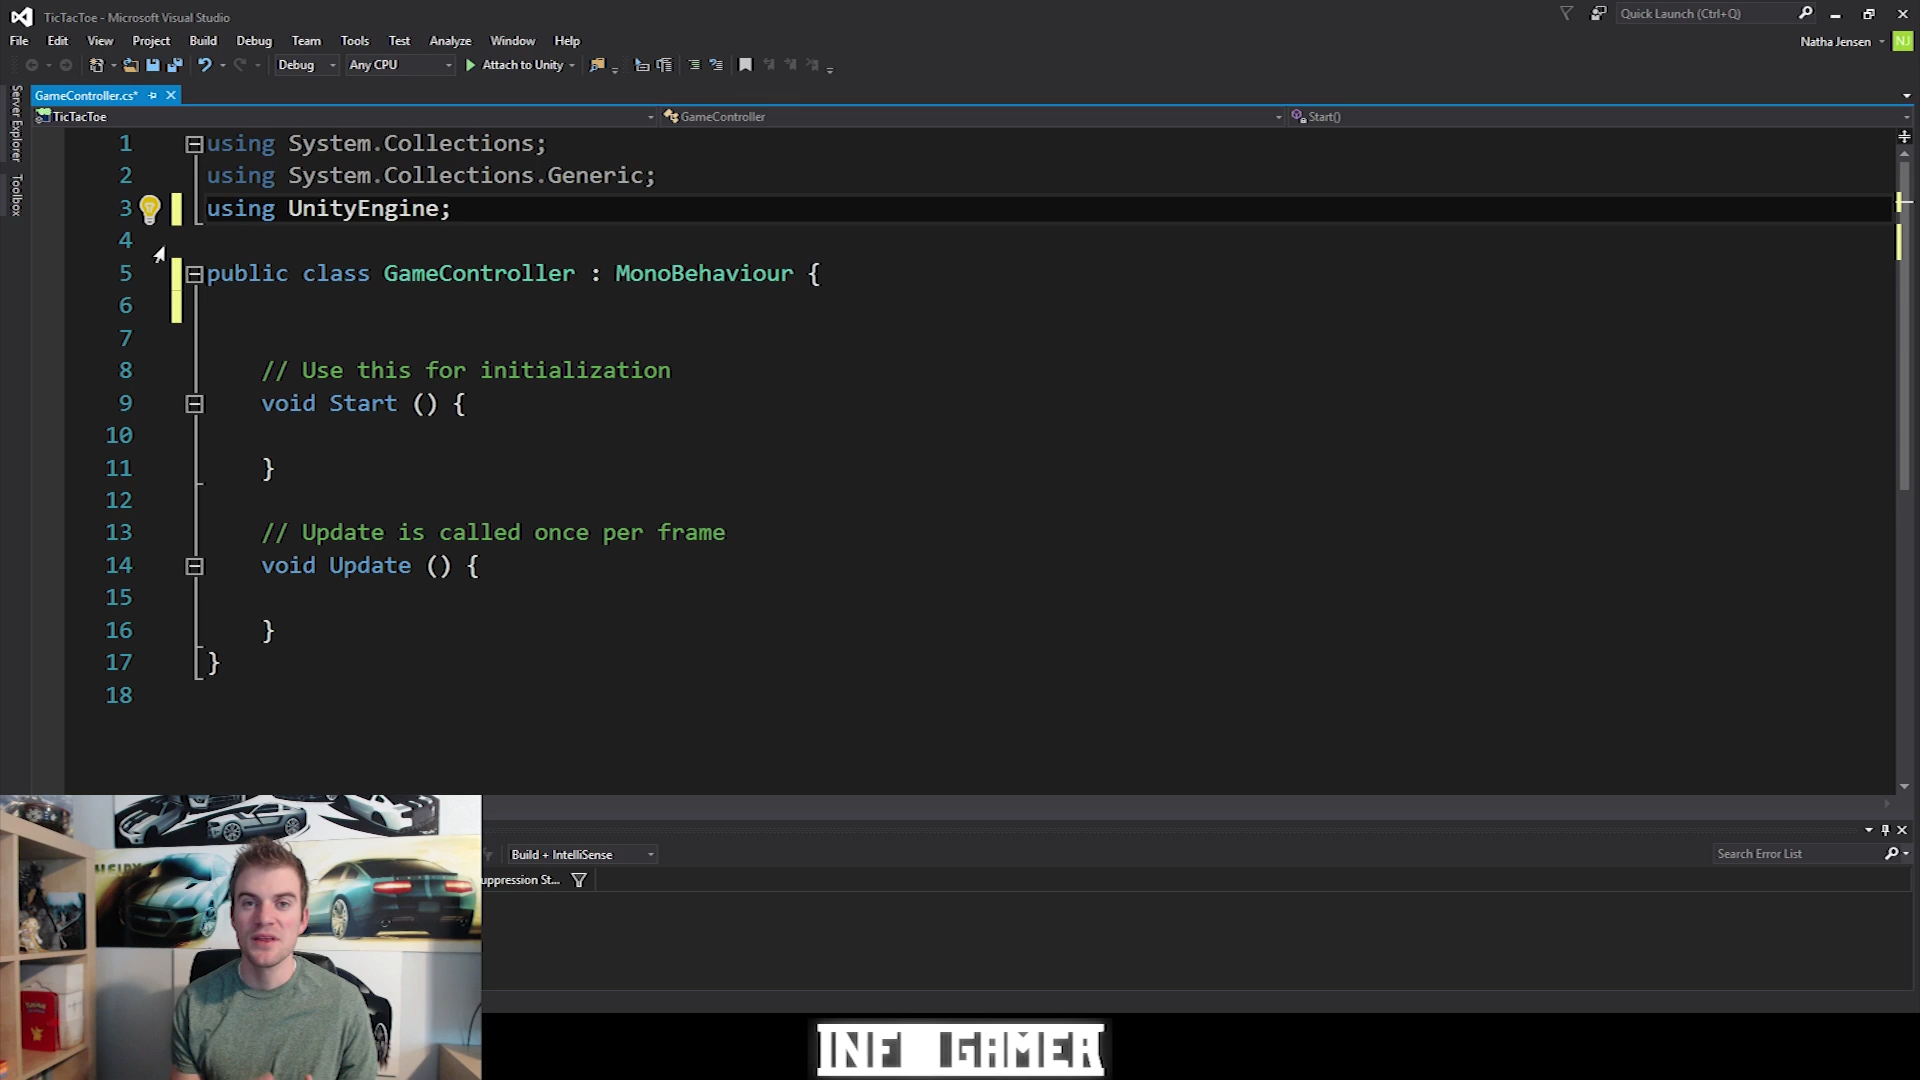 TicTacToe - Microsoft Visual Studio
Quick Launch (Ctrl+Q)
File Edit View Project Build Debug Team Tools Test Analyze Window Help
Natha Jensen NJ
Debug Any CPU Attach to Unity
Server Explorer
Toolbox
GameController.cs*
TicTacToe GameController Start()
1 using System.Collections;
2 using System.Collections.Generic;
3 using UnityEngine;
4
5 public class GameController : MonoBehaviour {
6
7
8 // Use this for initialization
9 void Start () {
10
11 }
12
13 // Update is called once per frame
14 void Update () {
15
16 }
17 }
18
Build + IntelliSense
Search Error List
uppression St...
INF GAMER